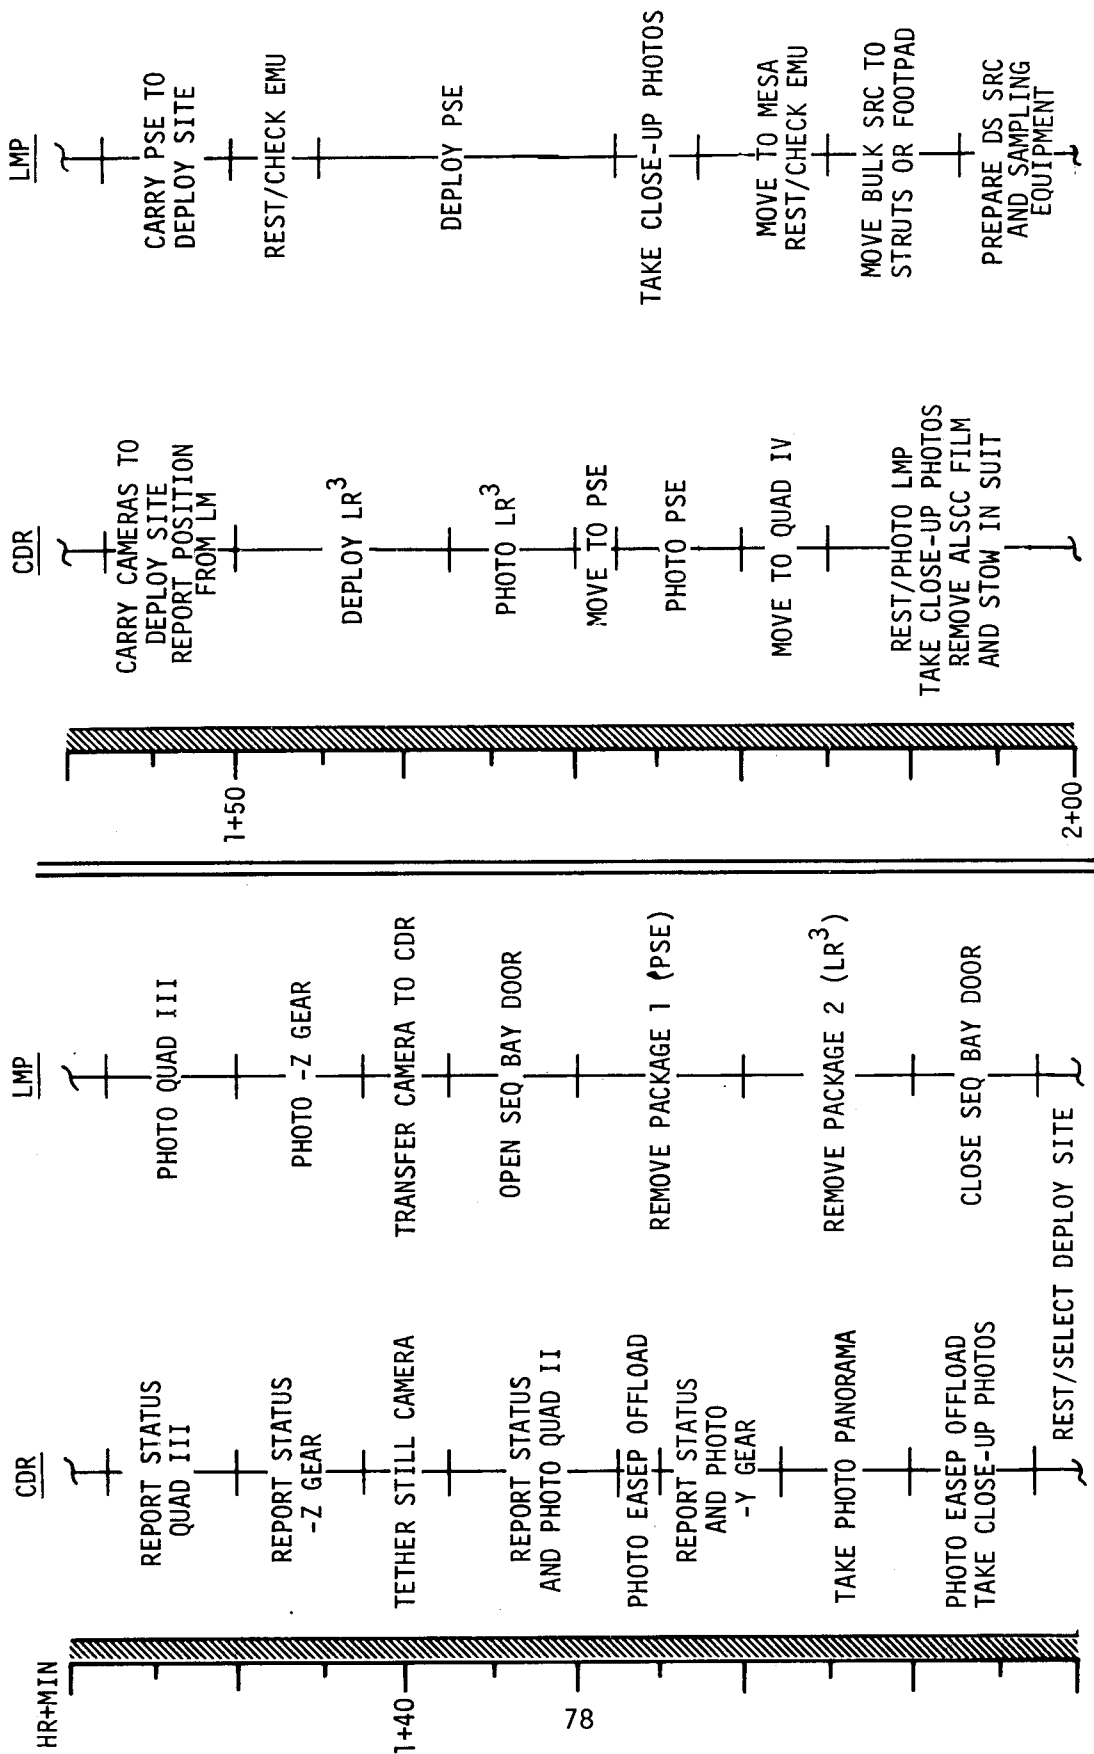 HR+MIN
1+40
CDR
REPORT STATUS
QUAD III
REPORT STATUS
-Z GEAR
TETHER STILL CAMERA
REPORT STATUS
AND PHOTO QUAD II
PHOTO EASEP OFFLOAD
REPORT STATUS
AND PHOTO
-Y GEAR
TAKE PHOTO PANORAMA
PHOTO EASEP OFFLOAD
TAKE CLOSE-UP PHOTOS
LMP
PHOTO QUAD III
PHOTO -Z GEAR
TRANSFER CAMERA TO CDR
OPEN SEQ BAY DOOR
REMOVE PACKAGE 1 (PSE)
REMOVE PACKAGE 2 (LR³)
CLOSE SEQ BAY DOOR
REST/SELECT DEPLOY SITE
1+50
2+00
CDR
CARRY CAMERAS TO
DEPLOY SITE
REPORT POSITION
FROM LM
DEPLOY LR³
PHOTO LR³
MOVE TO PSE
PHOTO PSE
MOVE TO QUAD IV
REST/PHOTO LMP
TAKE CLOSE-UP PHOTOS
REMOVE ALSCC FILM
AND STOW IN SUIT
LMP
CARRY PSE TO
DEPLOY SITE
REST/CHECK EMU
DEPLOY PSE
TAKE CLOSE-UP PHOTOS
MOVE TO MESA
REST/CHECK EMU
MOVE BULK SRC TO
STRUTS OR FOOTPAD
PREPARE DS SRC
AND SAMPLING
EQUIPMENT
78